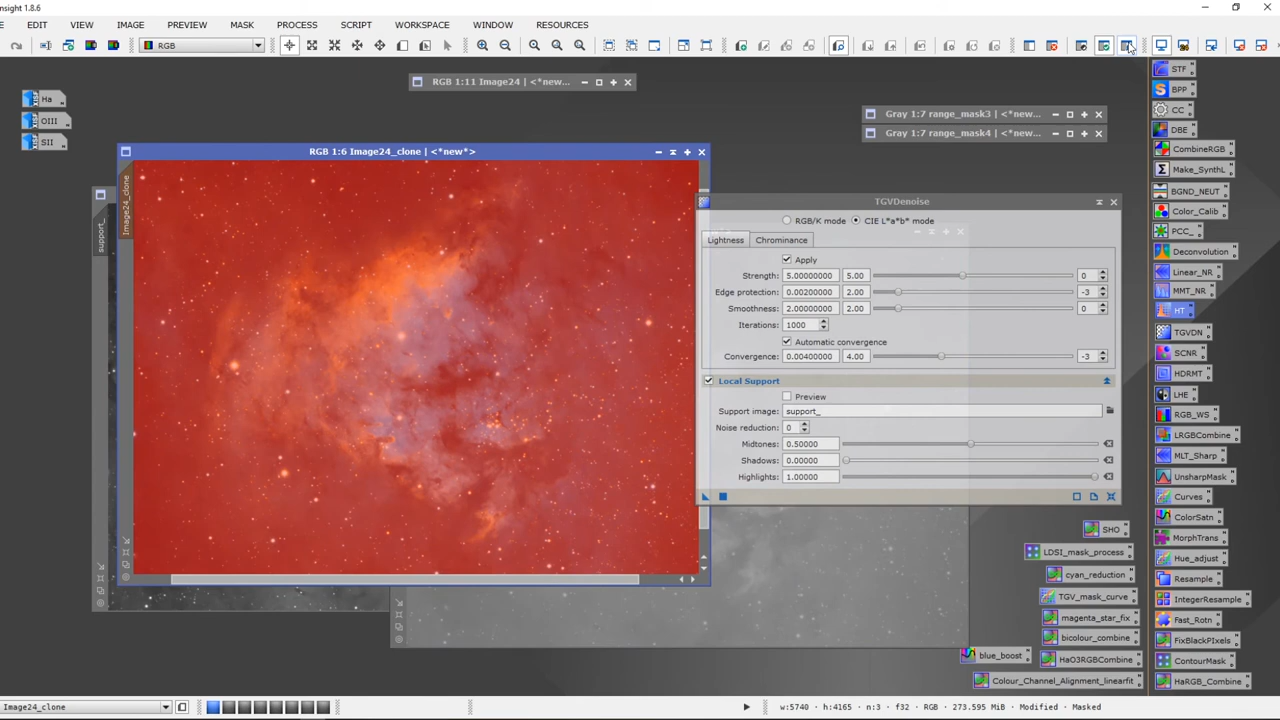 nsight 1.8.6
E EDIT VIEW IMAGE PREVIEW MASK PROCESS SCRIPT WORKSPACE WINDOW RESOURCES
RGB
STF
RGB 1:11 Image24 | <*new...
BPP
Ha
CC
Gray 1:7 range_mask3 | <*new...
OIII
DBE
Gray 1:7 range_mask4 | <*new...
SII
CombineRGB
RGB 1:6 Image24_clone | <*new*>
Make_SynthL
BGND_NEUT
Image24_clone
TGVDenoise
Color_Calib
RGB/K mode CIE L*a*b* mode
PCC_
support_
Lightness Chrominance
Deconvolution
Apply
Linear_NR
Strength: 5.00000000 5.00 0
Edge protection: 0.00200000 2.00 -3
MMT_NR
Smoothness: 2.00000000 2.00 0
HT
Iterations: 1000
TGVDN
Automatic convergence
SCNR
Convergence: 0.00400000 4.00 -3
HDRMT
Local Support
LHE
Preview
Support image: support_
RGB_WS
Noise reduction: 0
LRGBCombine
Midtones: 0.50000
MLT_Sharp
Shadows: 0.00000
Highlights: 1.00000
UnsharpMask
Curves
ColorSatn
SHO
MorphTrans
LDSI_mask_process
Hue_adjust
cyan_reduction
Resample
TGV_mask_curve
IntegerResample
magenta_star_fix
Fast_Rotn
bicolour_combine
FixBlackPixels
blue_boost
HaO3RGBCombine
ContourMask
Colour_Channel_Alignment_linearfit
HaRGB_Combine
Image24_clone
w:5740 · h:4165 · n:3 · f32 · RGB · 273.595 MiB · Modified · Masked